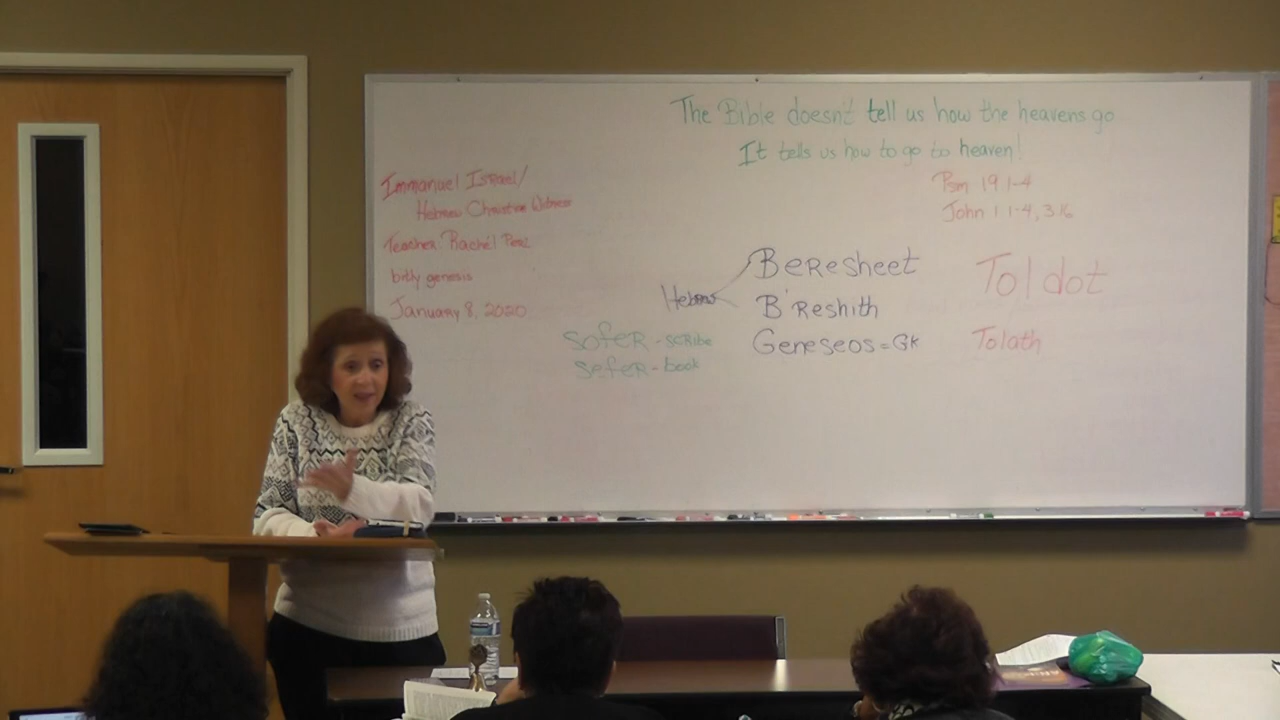 The Bible doesn't tell us how the heavens go
It tells us how to go to heaven!
Psm 19 1-4
John 1 1-4, 3:16
Immanuel Israel/
Hebrew Christian Witness
Teacher: Rachél Perez
bitly genesis
January 8, 2020
Hebrew
Beresheet
B'Reshith
Geneseos = Gk
Sofer - scribe
Sefer - book
Toldot
Tolath